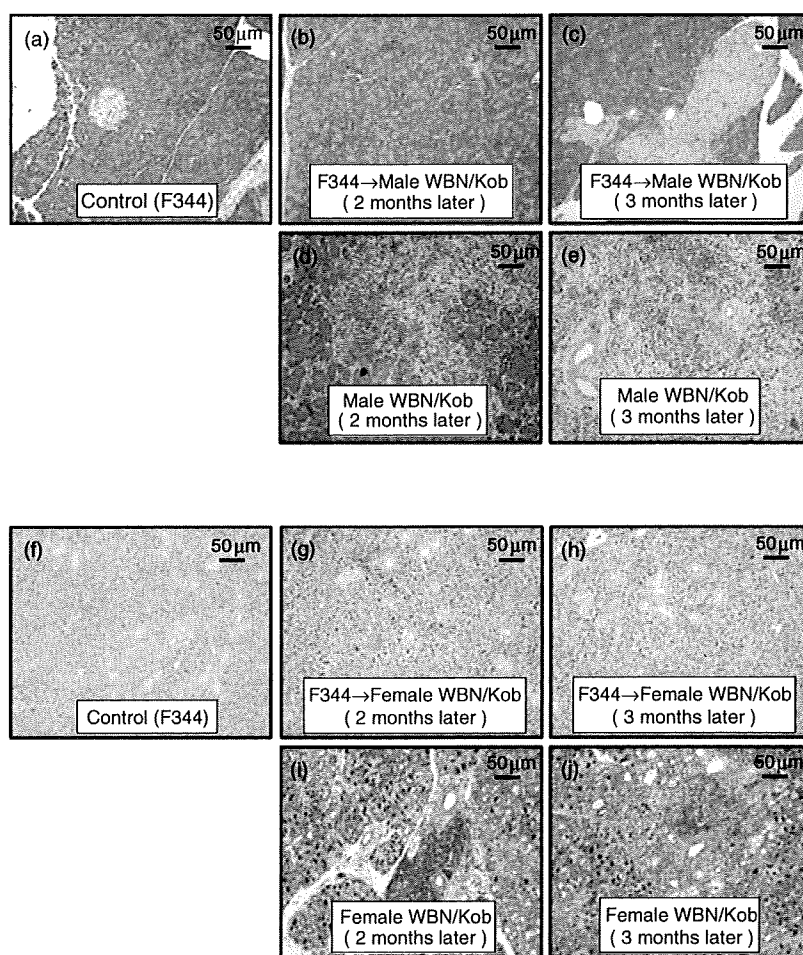 (a)
50µm
Control (F344)
(b)
50µm
F344→Male WBN/Kob
( 2 months later )
(c)
50µm
F344→Male WBN/Kob
( 3 months later )
(d)
50µm
Male WBN/Kob
( 2 months later )
(e)
50µm
Male WBN/Kob
( 3 months later )
(f)
50µm
Control (F344)
(g)
50µm
F344→Female WBN/Kob
( 2 months later )
(h)
50µm
F344→Female WBN/Kob
( 3 months later )
(i)
50µm
Female WBN/Kob
( 2 months later )
(j)
50µm
Female WBN/Kob
( 3 months later )